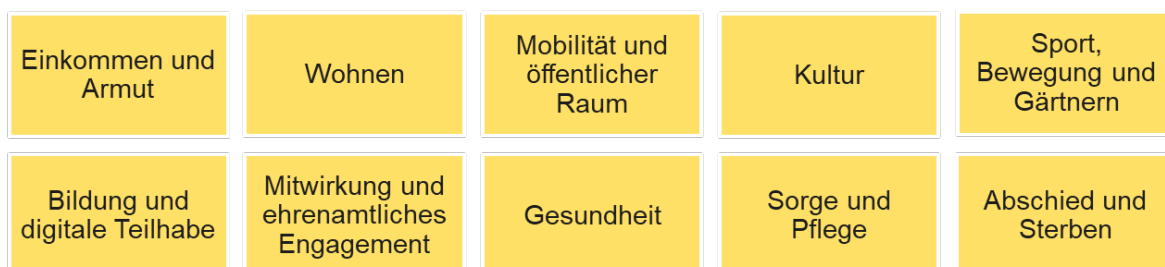 Einkommen und
Armut
Wohnen
Mobilität und
öffentlicher
Raum
Kultur
Sport,
Bewegung und
Gärtnern
Bildung und
digitale Teilhabe
Mitwirkung und
ehrenamtliches
Engagement
Gesundheit
Sorge und
Pflege
Abschied und
Sterben